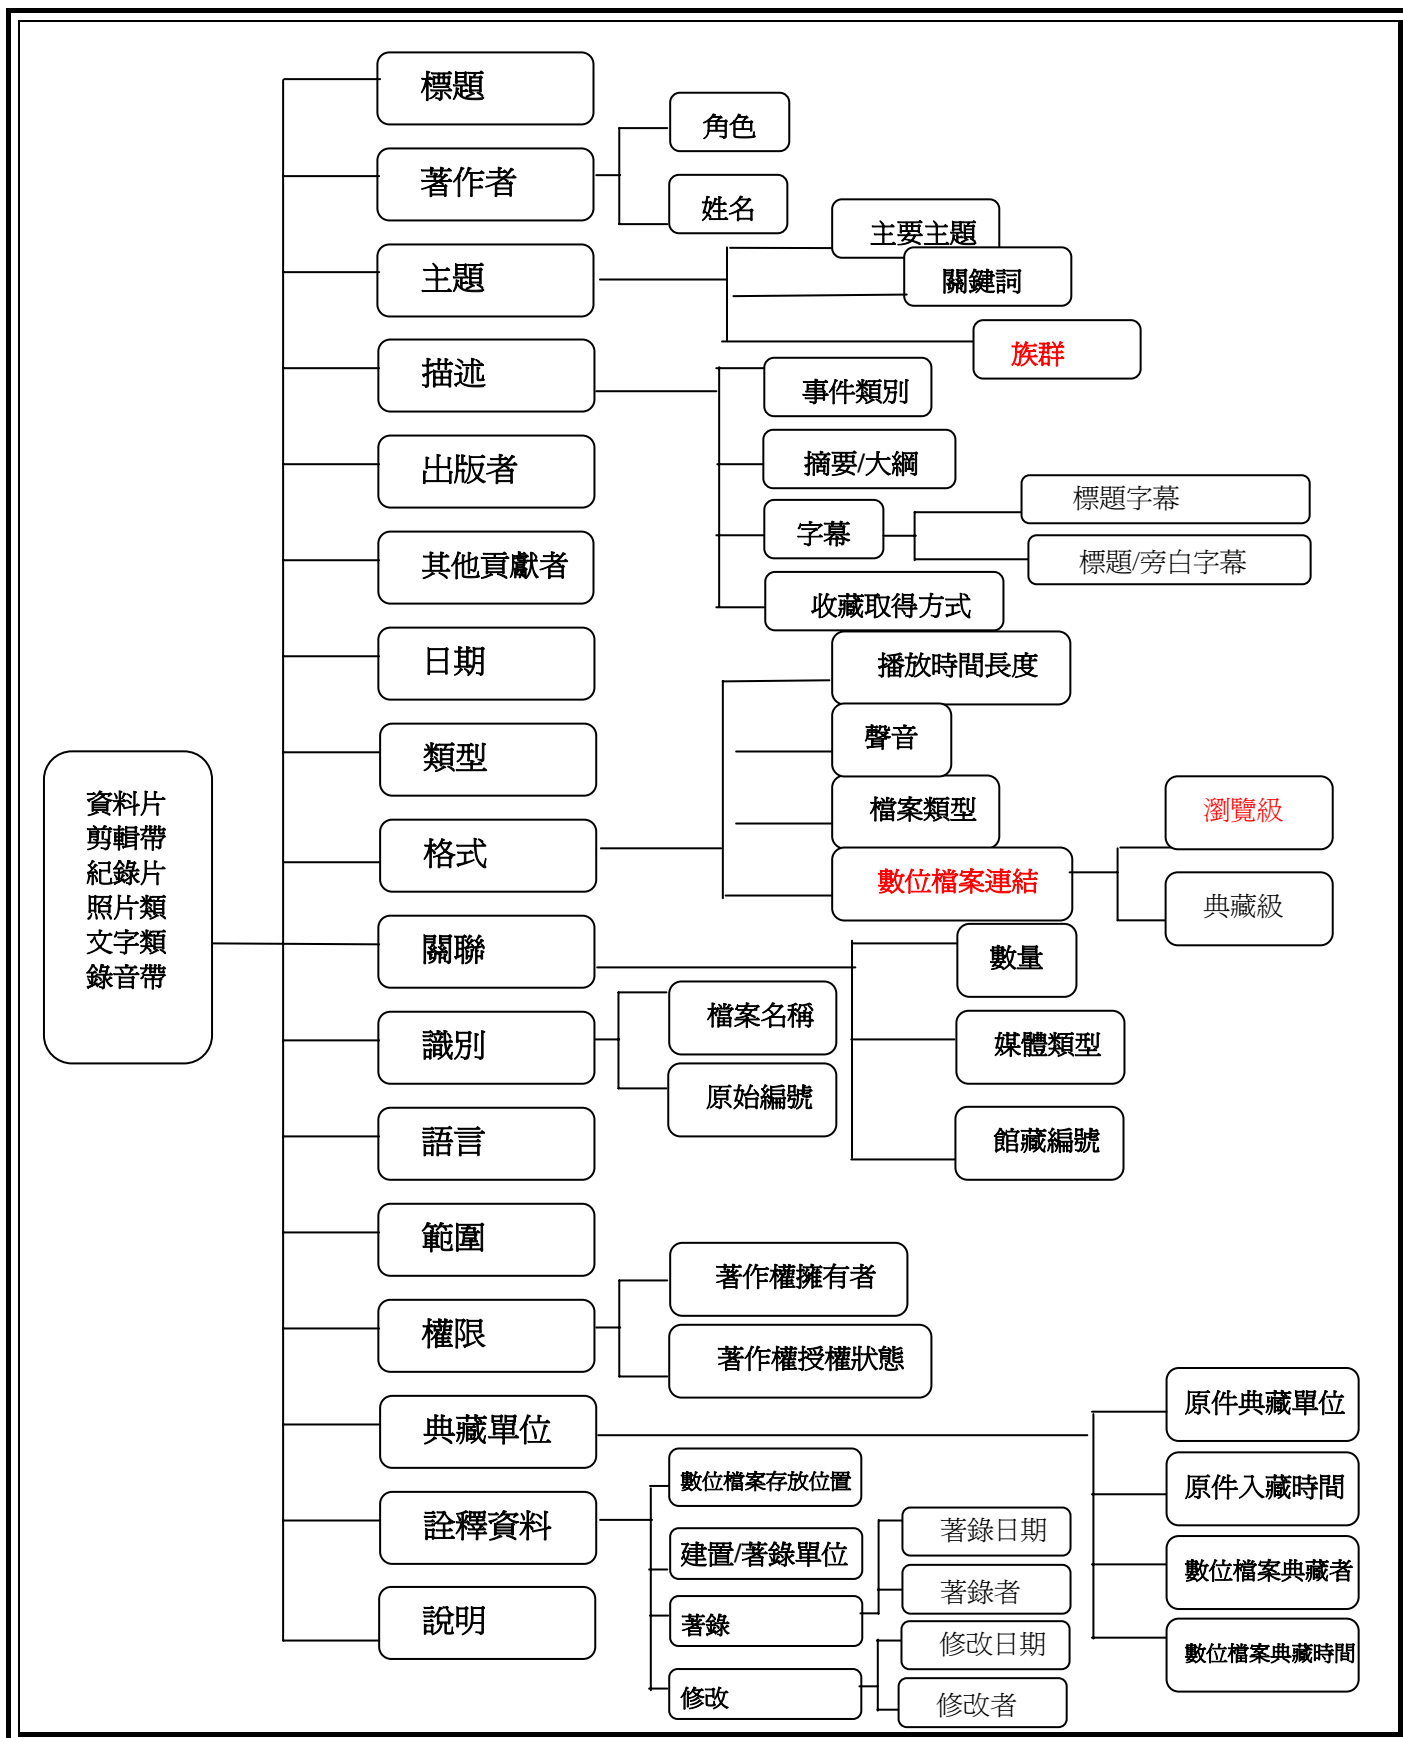 資料片
剪輯帶
紀錄片
照片類
文字類
錄音帶
標題
著作者
角色
姓名
主題
主要主題
關鍵詞
族群
描述
事件類別
摘要/大綱
字幕
標題字幕
標題/旁白字幕
收藏取得方式
出版者
其他貢獻者
日期
類型
格式
播放時間長度
聲音
檔案類型
數位檔案連結
瀏覽級
典藏級
關聯
數量
媒體類型
館藏編號
識別
檔案名稱
原始編號
語言
範圍
權限
著作權擁有者
著作權授權狀態
典藏單位
原件典藏單位
原件入藏時間
數位檔案典藏者
數位檔案典藏時間
詮釋資料
數位檔案存放位置
建置/著錄單位
著錄
著錄日期
著錄者
修改
修改日期
修改者
說明